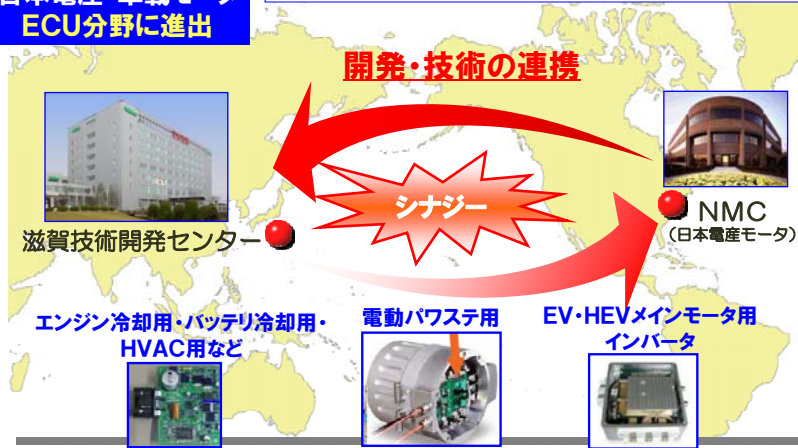 ECU分野に進出
開発・技術の連携
シナジー
滋賀技術開発センター
NMC
(日本電産モータ)
エンジン冷却用・バッテリ冷却用・
HVAC用など
電動パワステ用
EV・HEVメインモータ用
インバータ